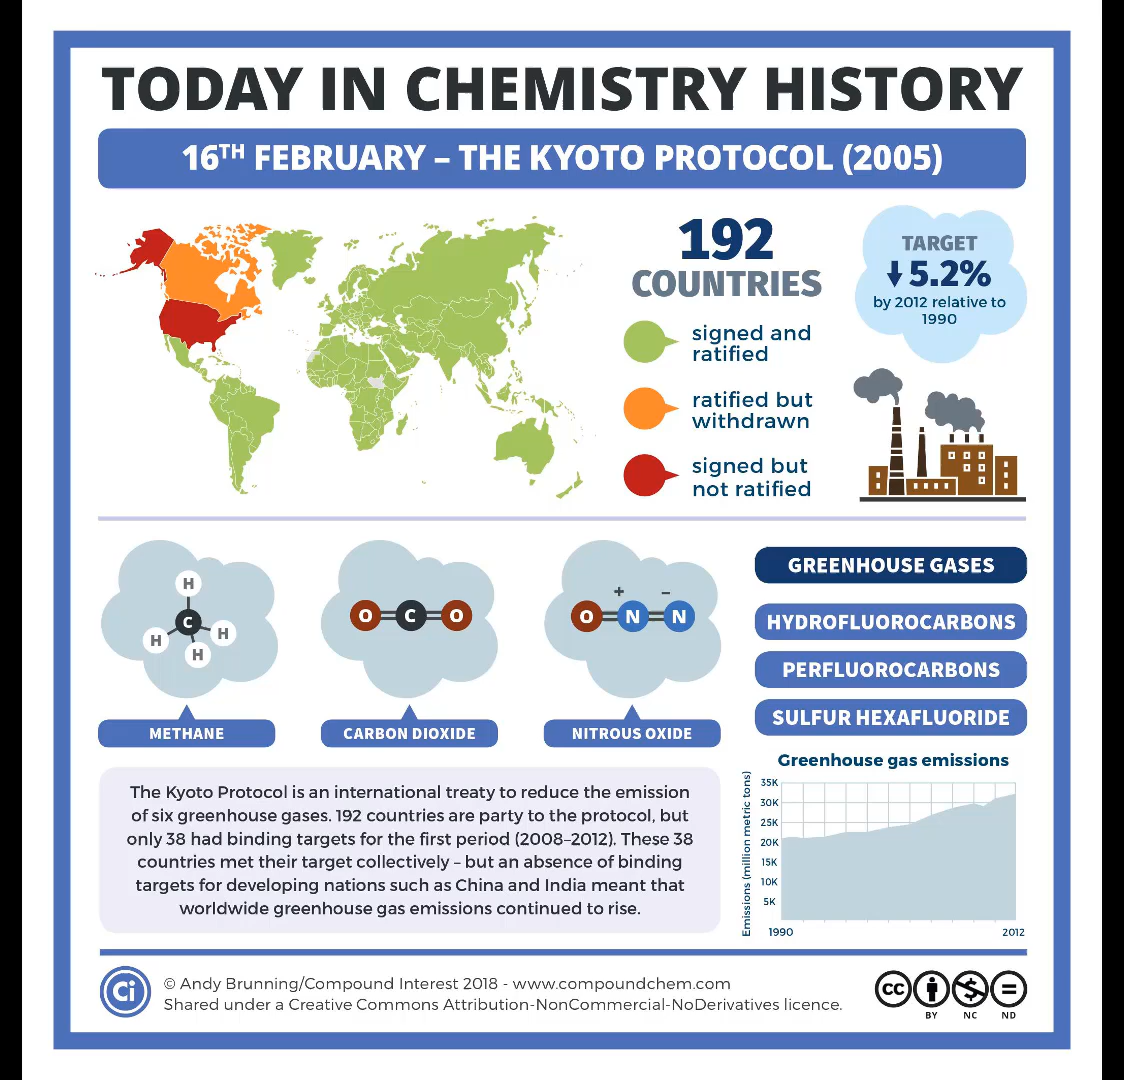 TODAY IN CHEMISTRY HISTORY
16TH FEBRUARY – THE KYOTO PROTOCOL (2005)
192
COUNTRIES
signed and
ratified
ratified but
withdrawn
signed but
not ratified
TARGET
5.2%
by 2012 relative to
1990
H
C
H
H
H
METHANE
O C O
CARBON DIOXIDE
+ –
O N N
NITROUS OXIDE
GREENHOUSE GASES
HYDROFLUOROCARBONS
PERFLUOROCARBONS
SULFUR HEXAFLUORIDE
The Kyoto Protocol is an international treaty to reduce the emission
of six greenhouse gases. 192 countries are party to the protocol, but
only 38 had binding targets for the first period (2008–2012). These 38
countries met their target collectively – but an absence of binding
targets for developing nations such as China and India meant that
worldwide greenhouse gas emissions continued to rise.
Greenhouse gas emissions
Emissions (million metric tons)
35K
30K
25K
20K
15K
10K
5K
1990 2012
Ci
© Andy Brunning/Compound Interest 2018 - www.compoundchem.com
Shared under a Creative Commons Attribution-NonCommercial-NoDerivatives licence.
cc
BY NC ND